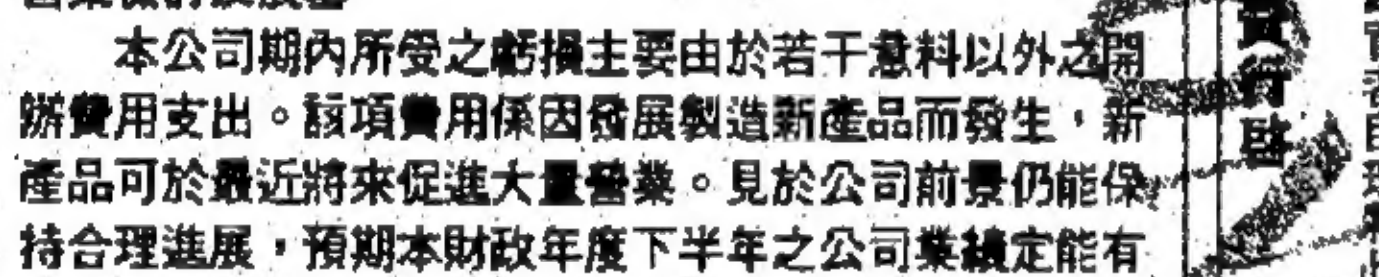 本公司期內所受之虧損主要由於若干意料以外之開
辦費用支出。該項費用係因發展製造新產品而發生,新
產品可於最近將來促進大量營業。見於公司前景仍能保
持合理進展,預期本財政年度下半年之公司業績定能有
啟